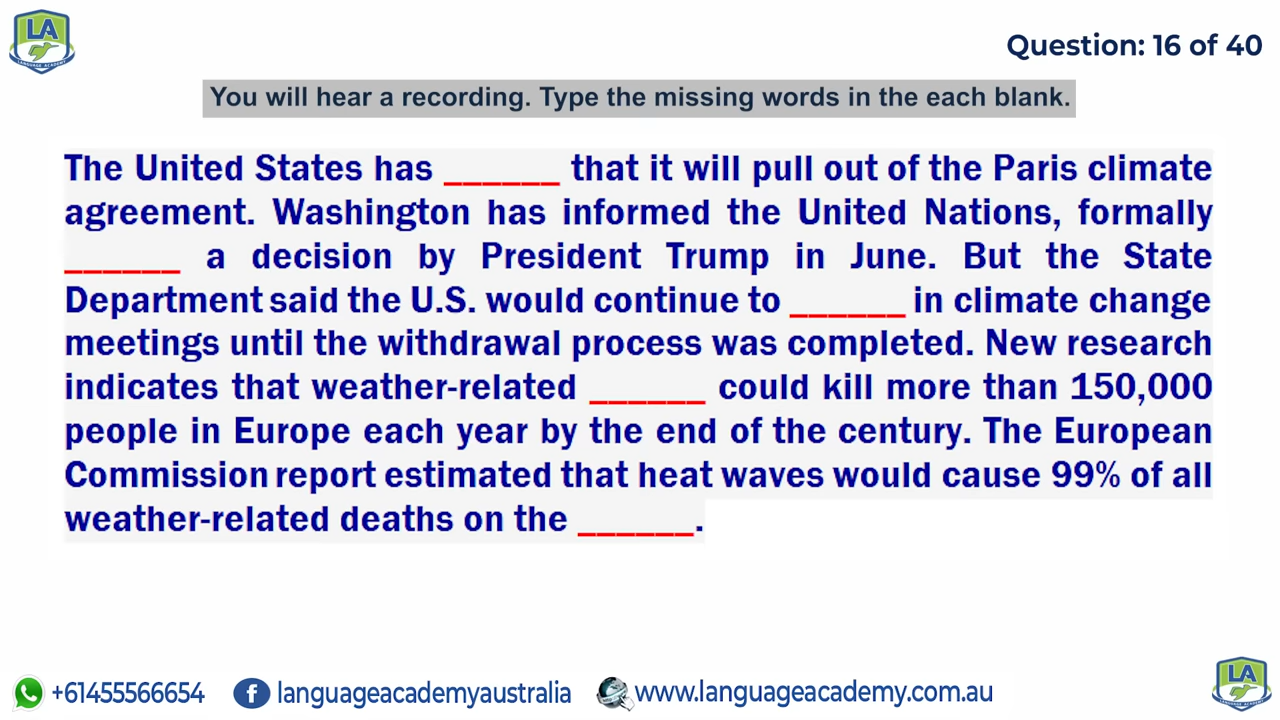 LA
LANGUAGE ACADEMY
Question: 16 of 40
You will hear a recording. Type the missing words in the each blank.
The United States has ______ that it will pull out of the Paris climate
agreement. Washington has informed the United Nations, formally
______ a decision by President Trump in June. But the State
Department said the U.S. would continue to ______ in climate change
meetings until the withdrawal process was completed. New research
indicates that weather-related ______ could kill more than 150,000
people in Europe each year by the end of the century. The European
Commission report estimated that heat waves would cause 99% of all
weather-related deaths on the ______.
+61455566654
f
languageacademyaustralia
www.languageacademy.com.au
LA
LANGUAGE ACADEMY